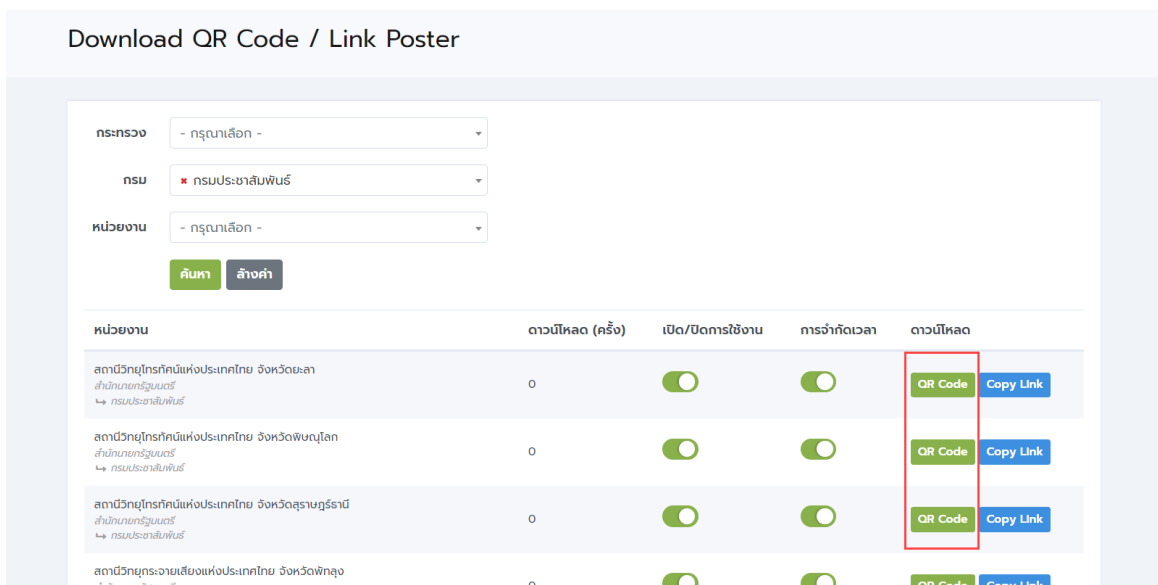 Download QR Code / Link Poster
กระทรวง - กรุณาเลือก -
กรม × กรมประชาสัมพันธ์
หน่วยงาน - กรุณาเลือก -
ค้นหา ล้างค่า
หน่วยงาน ดาวน์โหลด (ครั้ง) เปิด/ปิดการใช้งาน การจำกัดเวลา ดาวน์โหลด
สถานีวิทยุโทรทัศน์แห่งประเทศไทย จังหวัดยะลา
สำนักนายกรัฐมนตรี
↪ กรมประชาสัมพันธ์
0 QR Code Copy Link
สถานีวิทยุโทรทัศน์แห่งประเทศไทย จังหวัดพิษณุโลก
สำนักนายกรัฐมนตรี
↪ กรมประชาสัมพันธ์
0 QR Code Copy Link
สถานีวิทยุโทรทัศน์แห่งประเทศไทย จังหวัดสุราษฎร์ธานี
สำนักนายกรัฐมนตรี
↪ กรมประชาสัมพันธ์
0 QR Code Copy Link
สถานีวิทยุกระจายเสียงแห่งประเทศไทย จังหวัดพัทลุง
0 QR Code Copy Link